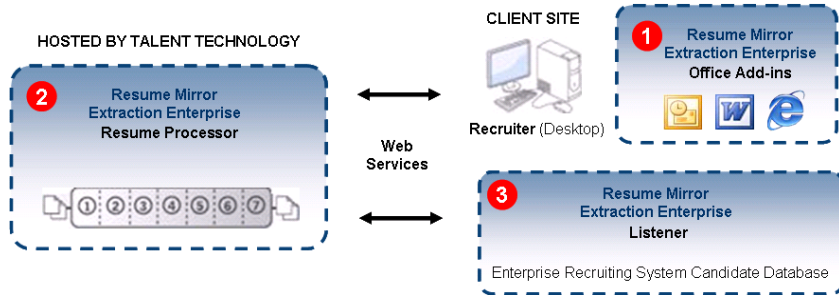 HOSTED BY TALENT TECHNOLOGY
2
Resume Mirror
Extraction Enterprise
Resume Processor
1 2 3 4 5 6 7
Web
Services
CLIENT SITE
Recruiter (Desktop)
1
Resume Mirror
Extraction Enterprise
Office Add-ins
W
3
Resume Mirror
Extraction Enterprise
Listener
Enterprise Recruiting System Candidate Database